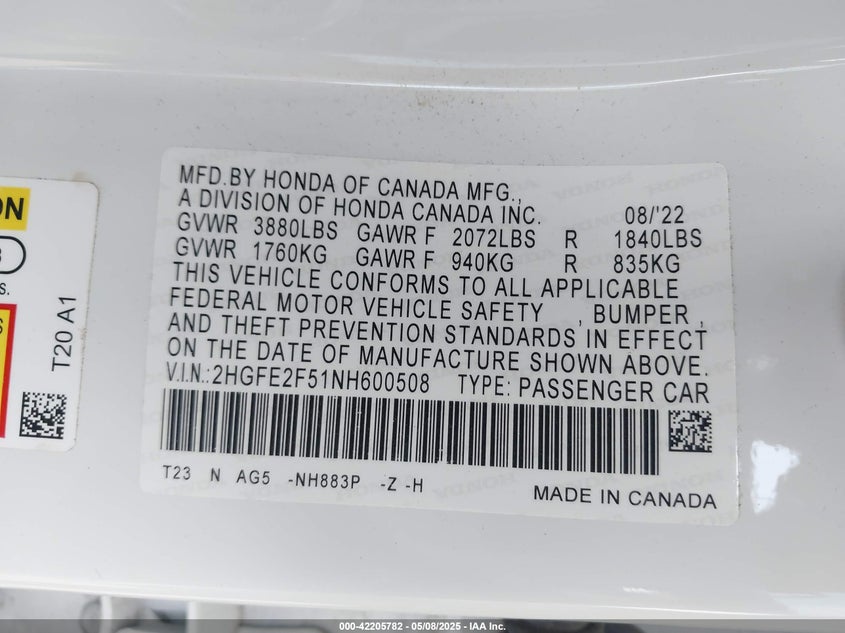 MFD.BY HONDA OF CANADA MFG.,
A DIVISION OF HONDA CANADA INC. 08/'22
GVWR 3880LBS GAWR F 2072LBS R 1840LBS
GVWR 1760KG GAWR F 940KG R 835KG
THIS VEHICLE CONFORMS TO ALL APPLICABLE
FEDERAL MOTOR VEHICLE SAFETY , BUMPER ,
AND THEFT PREVENTION STANDARDS IN EFFECT
ON THE DATE OF MANUFACTURE SHOWN ABOVE.
V.I.N.:2HGFE2F51NH600508 TYPE: PASSENGER CAR
T23 N AG5 -NH883P -Z -H
MADE IN CANADA
T20 A1
000-42205782 - 05/08/2025 - IAA Inc.